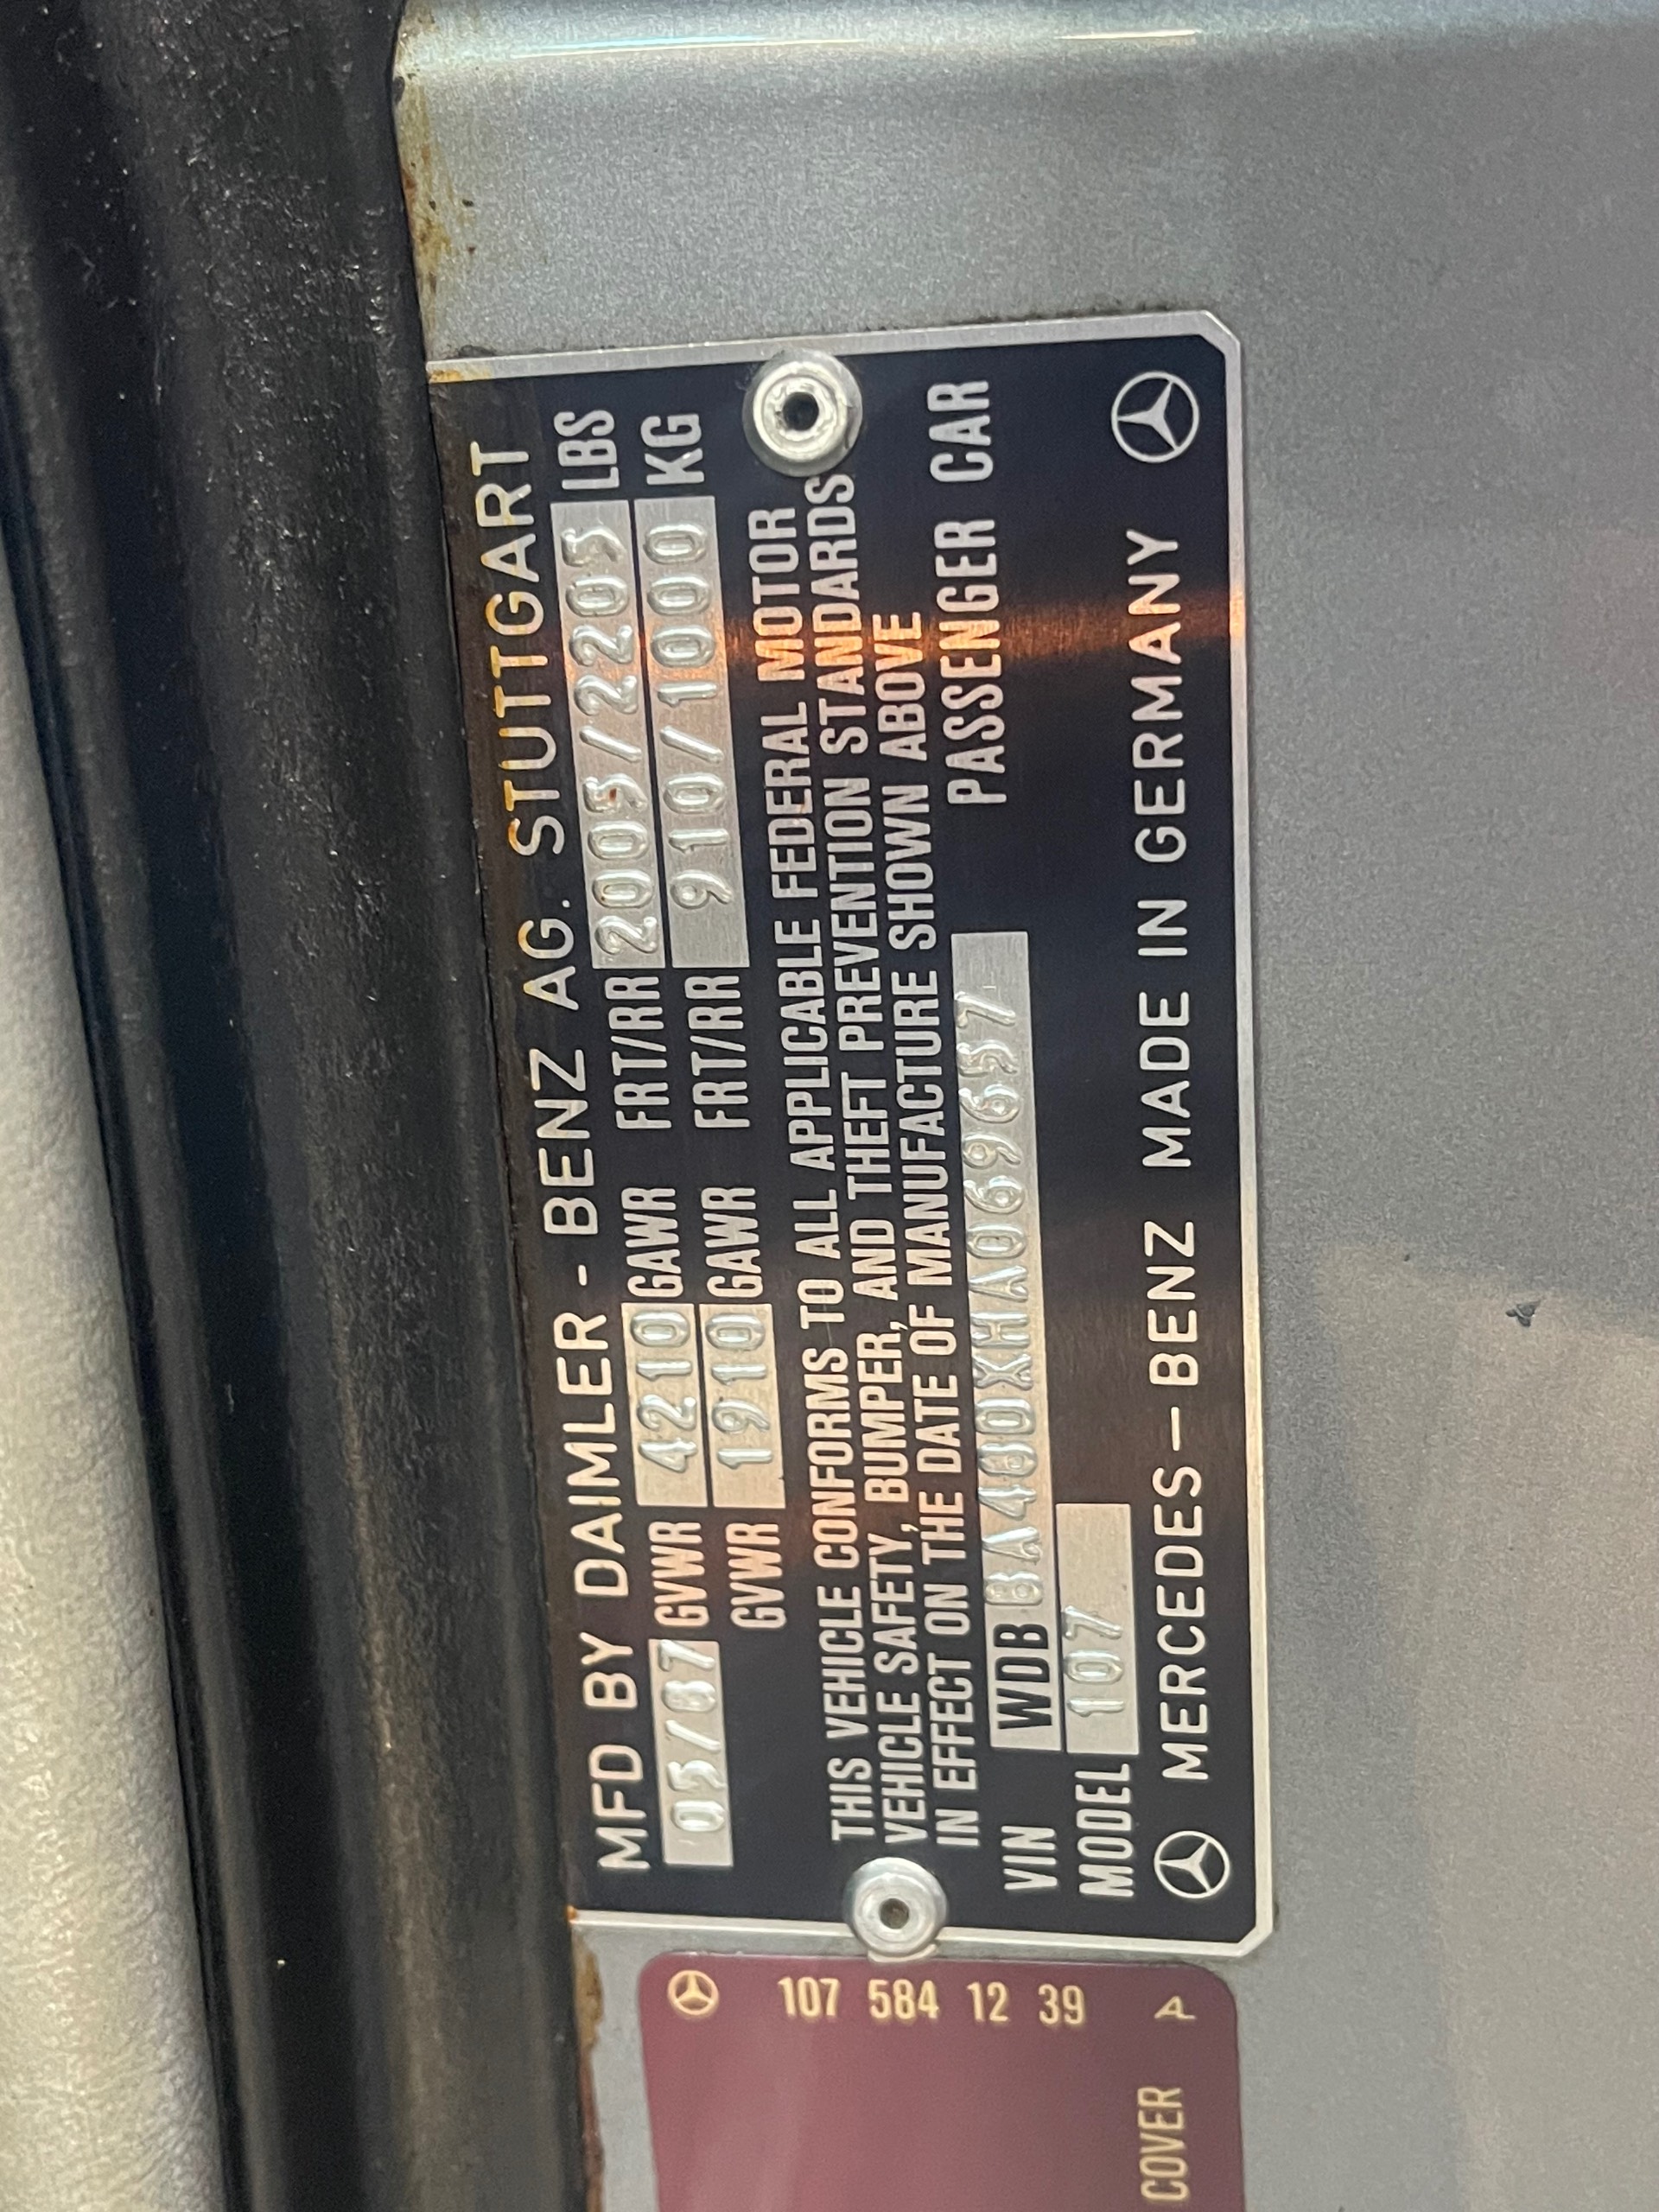 MFD BY DAIMLER - BENZ AG. STUTTGART
05/87 GVWR 4210 GAWR FRT/RR 2005/2205 LBS
GVWR 1910 GAWR FRT/RR 910/1000 KG
THIS VEHICLE CONFORMS TO ALL APPLICABLE FEDERAL MOTOR
VEHICLE SAFETY, BUMPER, AND THEFT PREVENTION STANDARDS
IN EFFECT ON THE DATE OF MANUFACTURE SHOWN ABOVE
VIN WDB BA48DXHA069657 PASSENGER CAR
MODEL 107
MERCEDES-BENZ MADE IN GERMANY
107 584 12 39 A
COVER